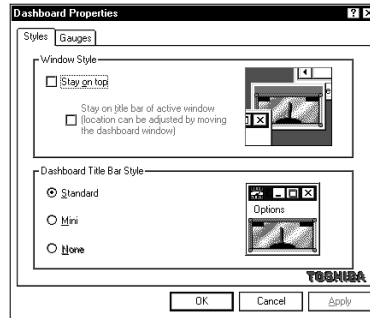 Dashboard Properties
Styles Gauges
Window Style
Stay on top
Stay on title bar of active window
(location can be adjusted by moving
the dashboard window)
Dashboard Title Bar Style
Standard
Mini
None
Options
TOSHIBA
OK Cancel Apply